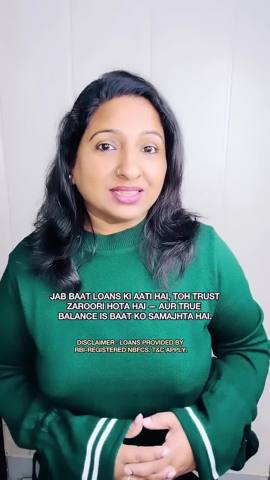 JAB BAAT LOANS KI AATI HAI, TOH TRUST
ZAROORI HOTA HAI – AUR TRUE
BALANCE IS BAAT KO SAMAJHTA HAI.
DISCLAIMER: LOANS PROVIDED BY
RBI-REGISTERED NBFCS. T&C APPLY.